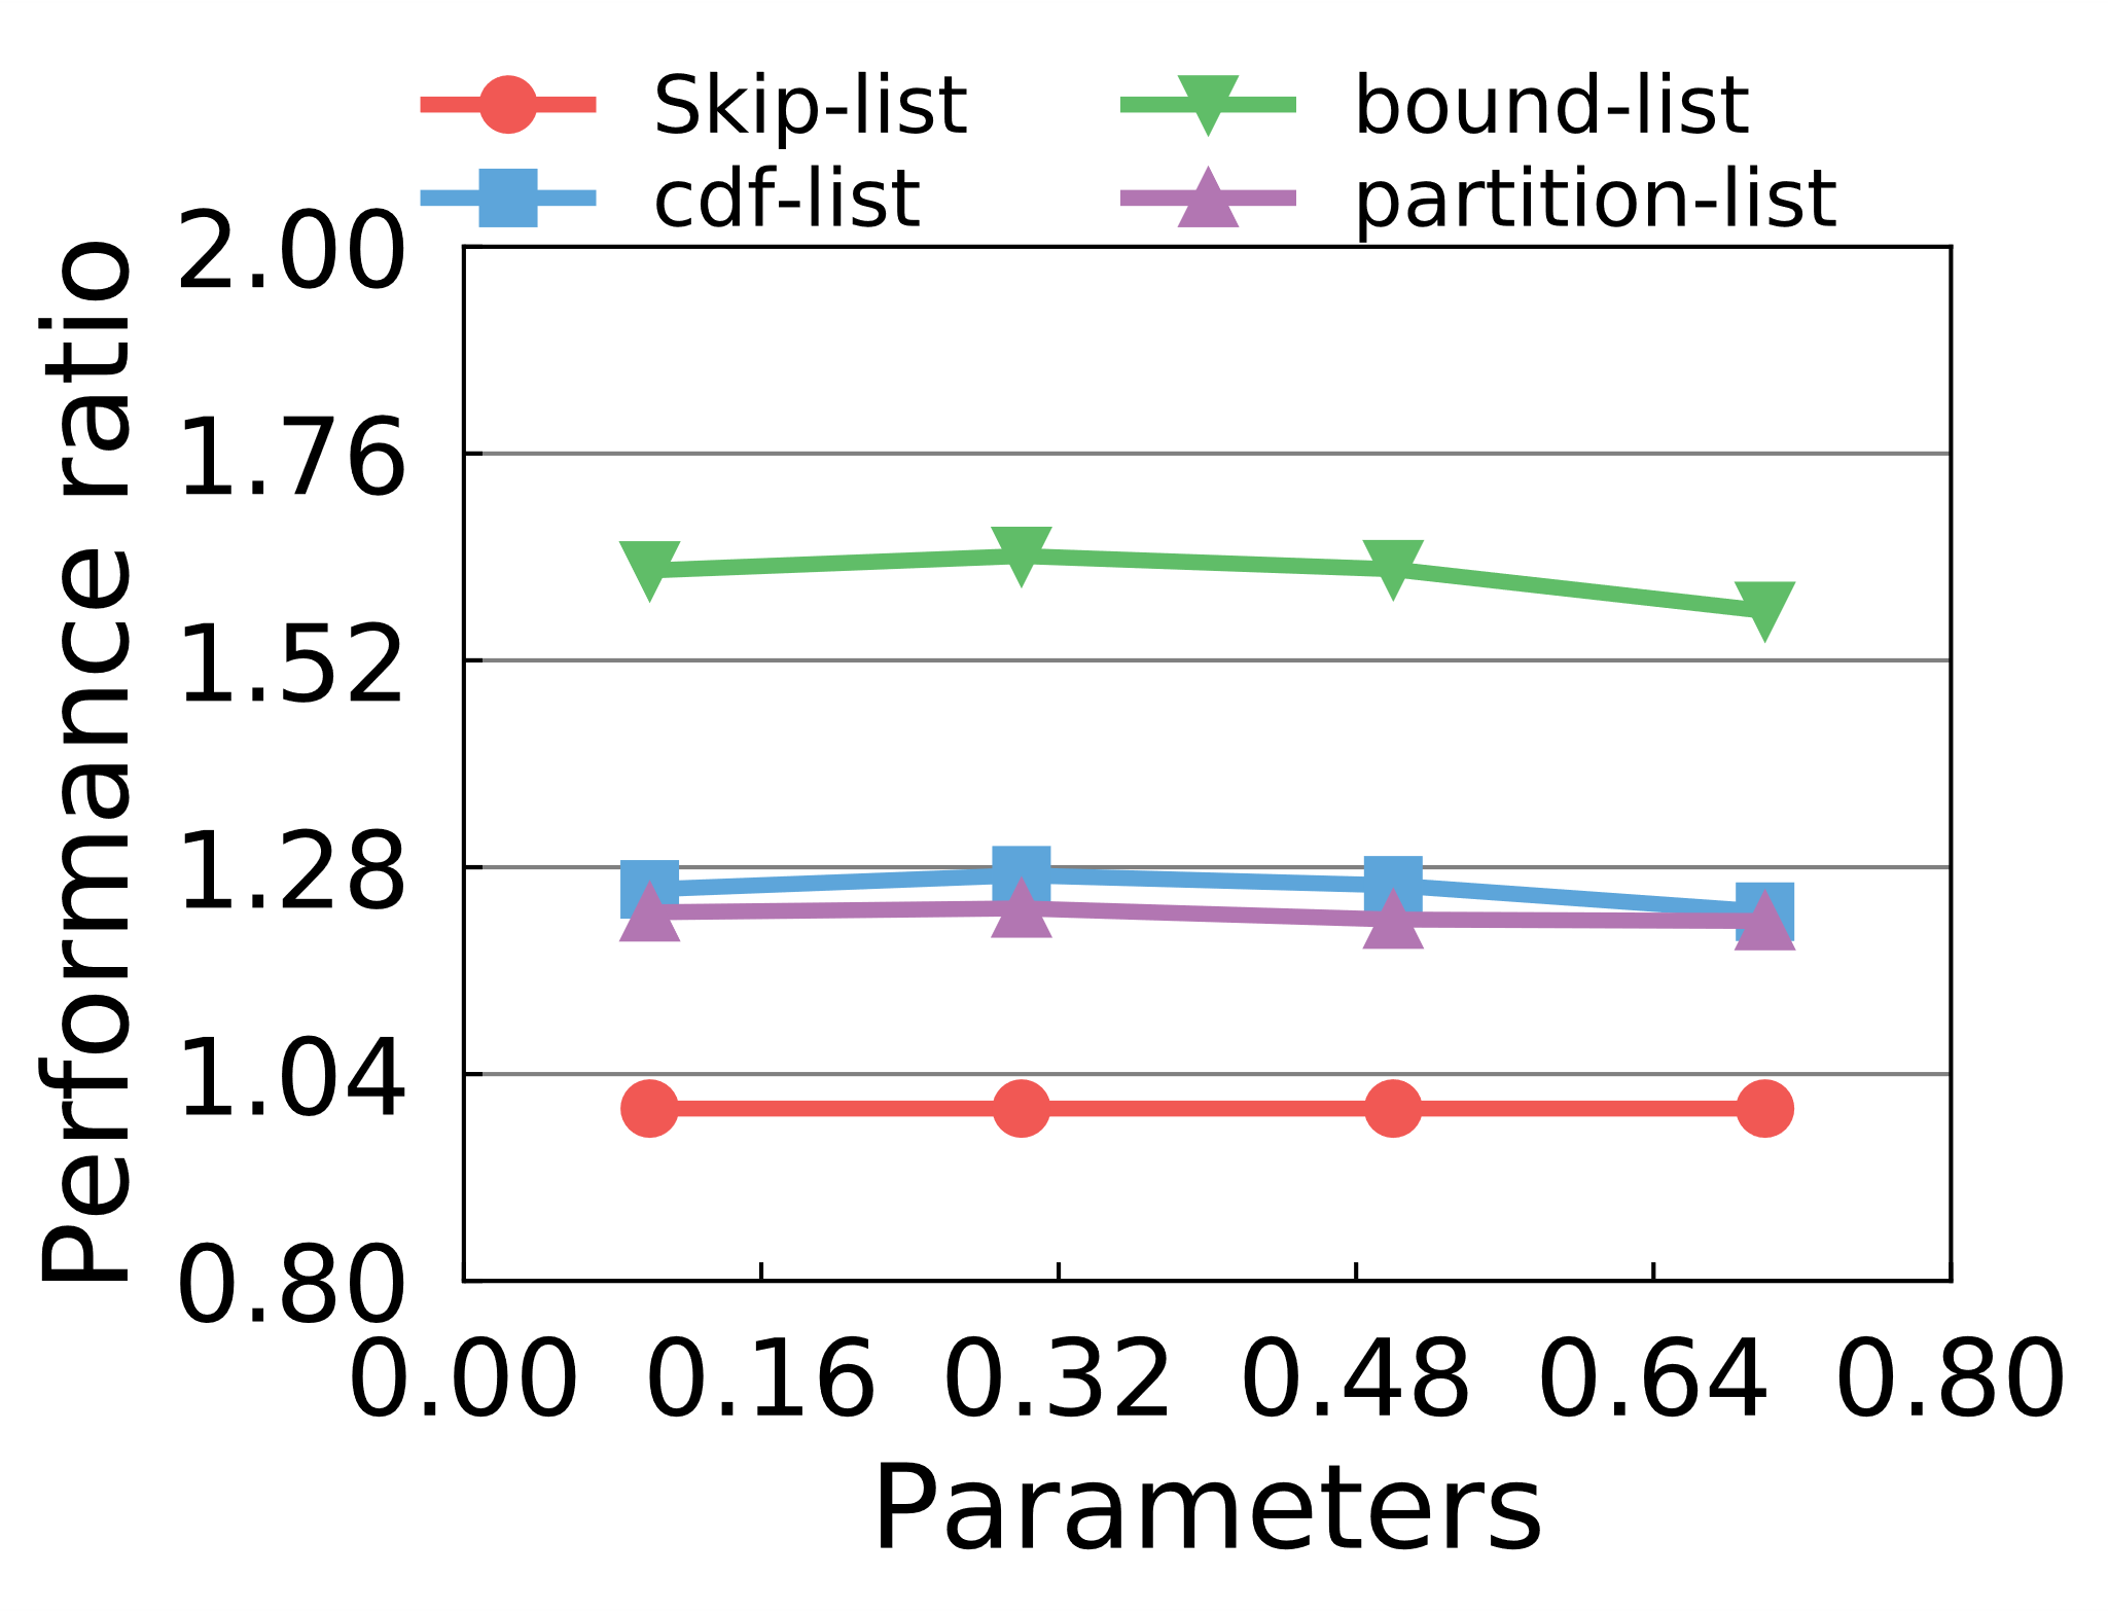 Skip-list bound-list
cdf-list partition-list
Performance ratio
2.00
1.76
1.52
1.28
1.04
0.80
0.00 0.16 0.32 0.48 0.64 0.80
Parameters